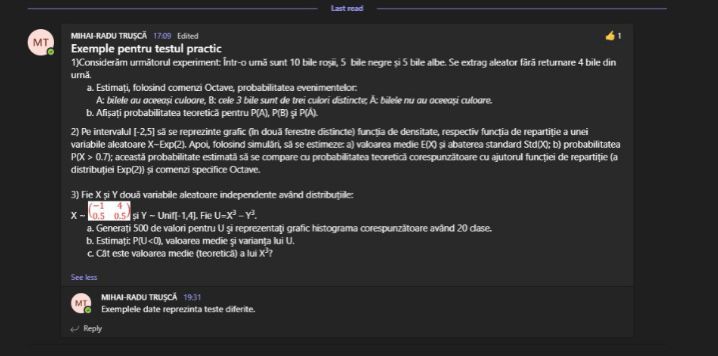 Last read
MT
MIHAI-RADU TRUȘCĂ 17:09 Edited
👍 1
Exemple pentru testul practic
1)Considerăm următorul experiment: Într-o urnă sunt 10 bile roșii, 5 bile negre și 5 bile albe. Se extrag aleator fără returnare 4 bile din
urnă.
a. Estimați, folosind comenzi Octave, probabilitatea evenimentelor:
A: bilele au aceeași culoare, B: cele 3 bile sunt de trei culori distincte; Ā: bilele nu au aceeași culoare.
b. Afișați probabilitatea teoretică pentru P(A), P(B) și P(Ā).
2) Pe intervalul [-2,5] să se reprezinte grafic (în două ferestre distincte) funcția de densitate, respectiv funcția de repartiție a unei
variabile aleatoare X~Exp(2). Apoi, folosind simulări, să se estimeze: a) valoarea medie E(X) și abaterea standard Std(X); b) probabilitatea
P(X > 0.7); această probabilitate estimată să se compare cu probabilitatea teoretică corespunzătoare cu ajutorul funcției de repartiție (a
distribuției Exp(2)) și comenzi specifice Octave.
3) Fie X și Y două variabile aleatoare independente având distribuțiile:
X ~ (−1 4
0.5 0.5) și Y ~ Unif[-1,4]. Fie U=X³ – Y³.
a. Generați 500 de valori pentru U și reprezentați grafic histograma corespunzătoare având 20 clase.
b. Estimați: P(U<0), valoarea medie și varianța lui U.
c. Cât este valoarea medie (teoretică) a lui X³?
See less
MT
MIHAI-RADU TRUȘCĂ 19:31
Exemplele date reprezinta teste diferite.
Reply